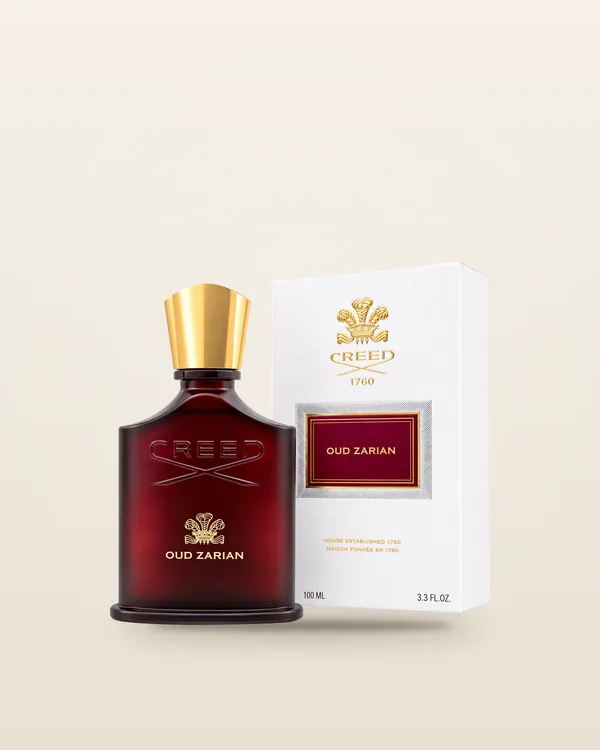 CREED
OUD ZARIAN
CREED
1760
OUD ZARIAN
HOUSE ESTABLISHED 1760
MAISON FONDÉE EN 1760
100 ML
3.3 FL.OZ.